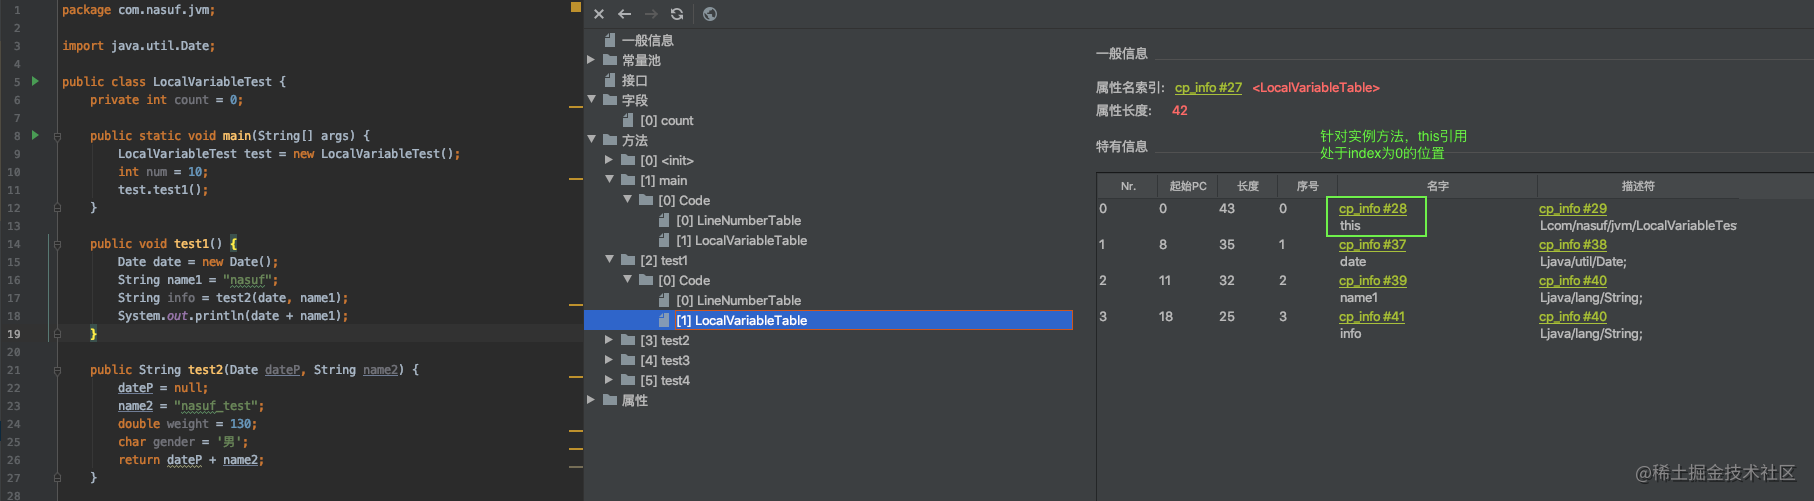 1 package com.nasuf.jvm;
2
3 import java.util.Date;
4
5 public class LocalVariableTest {
6 private int count = 0;
7
8 public static void main(String[] args) {
9 LocalVariableTest test = new LocalVariableTest();
10 int num = 10;
11 test.test1();
12 }
13
14 public void test1() {
15 Date date = new Date();
16 String name1 = "nasuf";
17 String info = test2(date, name1);
18 System.out.println(date + name1);
19 }
20
21 public String test2(Date dateP, String name2) {
22 dateP = null;
23 name2 = "nasuf_test";
24 double weight = 130;
25 char gender = '男';
26 return dateP + name2;
27 }
28
一般信息
常量池
接口
字段
[0] count
方法
[0] <init>
[1] main
[0] Code
[0] LineNumberTable
[1] LocalVariableTable
[2] test1
[0] Code
[0] LineNumberTable
[1] LocalVariableTable
[3] test2
[4] test3
[5] test4
属性
一般信息
属性名索引: cp_info #27 <LocalVariableTable>
属性长度: 42
针对实例方法，this引用
处于index为0的位置
特有信息
Nr. 起始PC 长度 序号 名字 描述符
0 0 43 0 cp_info #28 cp_info #29
this Lcom/nasuf/jvm/LocalVariableTes
1 8 35 1 cp_info #37 cp_info #38
date Ljava/util/Date;
2 11 32 2 cp_info #39 cp_info #40
name1 Ljava/lang/String;
3 18 25 3 cp_info #41 cp_info #40
info Ljava/lang/String;
@稀土掘金技术社区